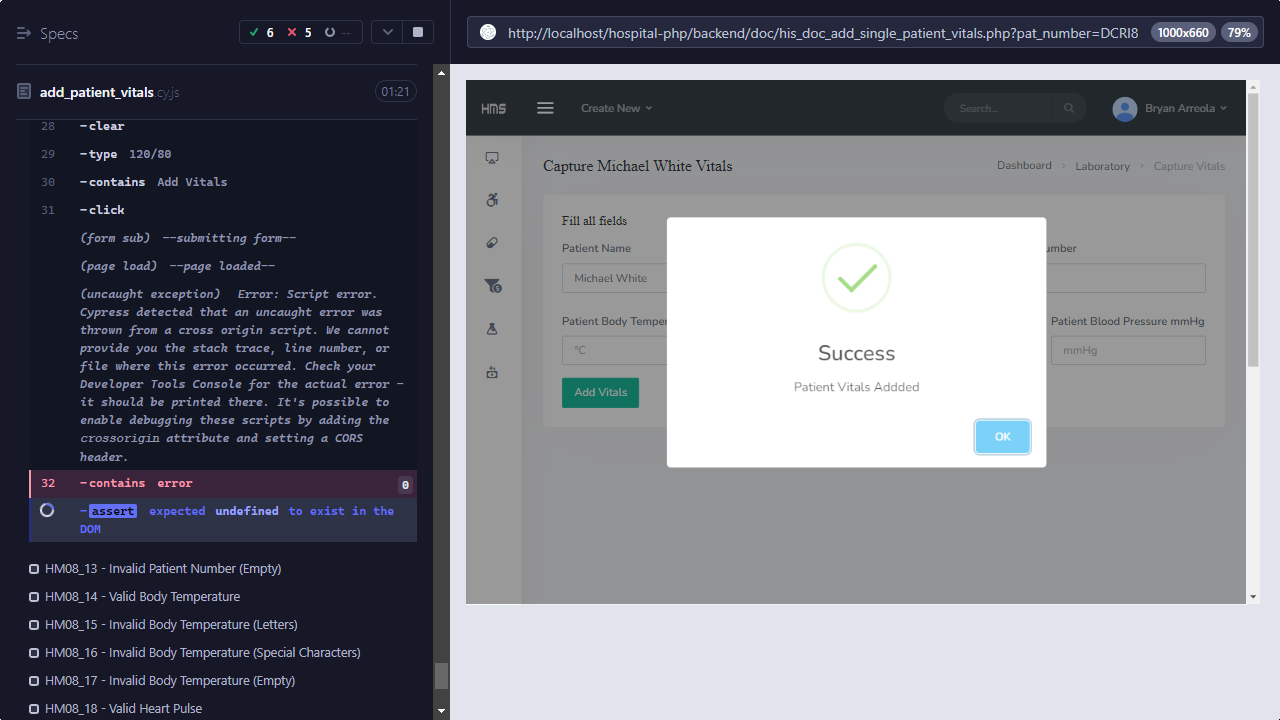 Specs
6
5
--
http://localhost/hospital-php/backend/doc/his_doc_add_single_patient_vitals.php?pat_number=DCRI8
1000x660
79%
add_patient_vitals.cy.js
01:21
28 -clear
29 -type 120/80
30 -contains Add Vitals
31 -click
(form sub) --submitting form--
(page load) --page loaded--
(uncaught exception) Error: Script error.
Cypress detected that an uncaught error was
thrown from a cross origin script. We cannot
provide you the stack trace, line number, or
file where this error occurred. Check your
Developer Tools Console for the actual error -
it should be printed there. It's possible to
enable debugging these scripts by adding the
crossorigin attribute and setting a CORS
header.
32 -contains error 0
-assert expected undefined to exist in the
DOM
HM08_13 - Invalid Patient Number (Empty)
HM08_14 - Valid Body Temperature
HM08_15 - Invalid Body Temperature (Letters)
HM08_16 - Invalid Body Temperature (Special Characters)
HM08_17 - Invalid Body Temperature (Empty)
HM08_18 - Valid Heart Pulse
HMS
Create New
Search...
Bryan Arreola
Capture Michael White Vitals
Dashboard > Laboratory > Capture Vitals
Fill all fields
Patient Name
umber
Michael White
Patient Body Temper
Patient Blood Pressure mmHg
°C
mmHg
Add Vitals
Success
Patient Vitals Addded
OK